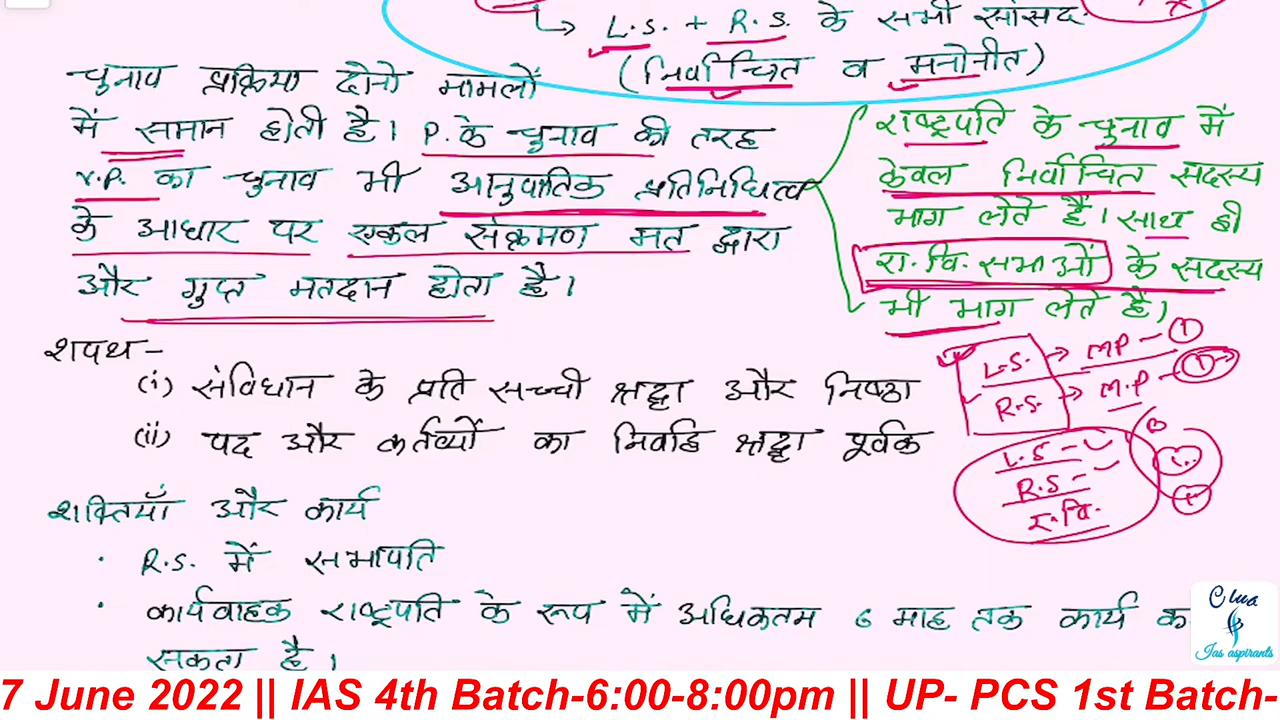 L.S. + R.S. के सभी सांसद
(निर्वाचित व मनोनीत)
चुनाव प्रक्रिया दोनो मामलों
में समान होती है। P. के चुनाव की तरह
V.P. का चुनाव भी आनुपातिक प्रतिनिधित्व
के आधार पर एकल संक्रमण मत द्वारा
और गुप्त मतदान होता है।
राष्ट्रपति के चुनाव में
केवल निर्वाचित सदस्य
भाग लेते हैं। साथ ही
रा. वि. सभाओं के सदस्य
भी भाग लेते हैं।
L.S. → MP - 1
R.S. → M.P - 1
L.S -
R.S -
रा. वि.
शपथ -
(i) संविधान के प्रति सच्ची श्रद्धा और निष्ठा
(ii) पद और कर्तव्यों का निर्वाह श्रद्धा पूर्वक
शक्तियाँ और कार्य
· R.S. में सभापति
· कार्यवाहक राष्ट्रपति के रूप में अधिकतम 6 माह तक कार्य क
सकता है।
Ias aspirants
7 June 2022 || IAS 4th Batch-6:00-8:00pm || UP- PCS 1st Batch-